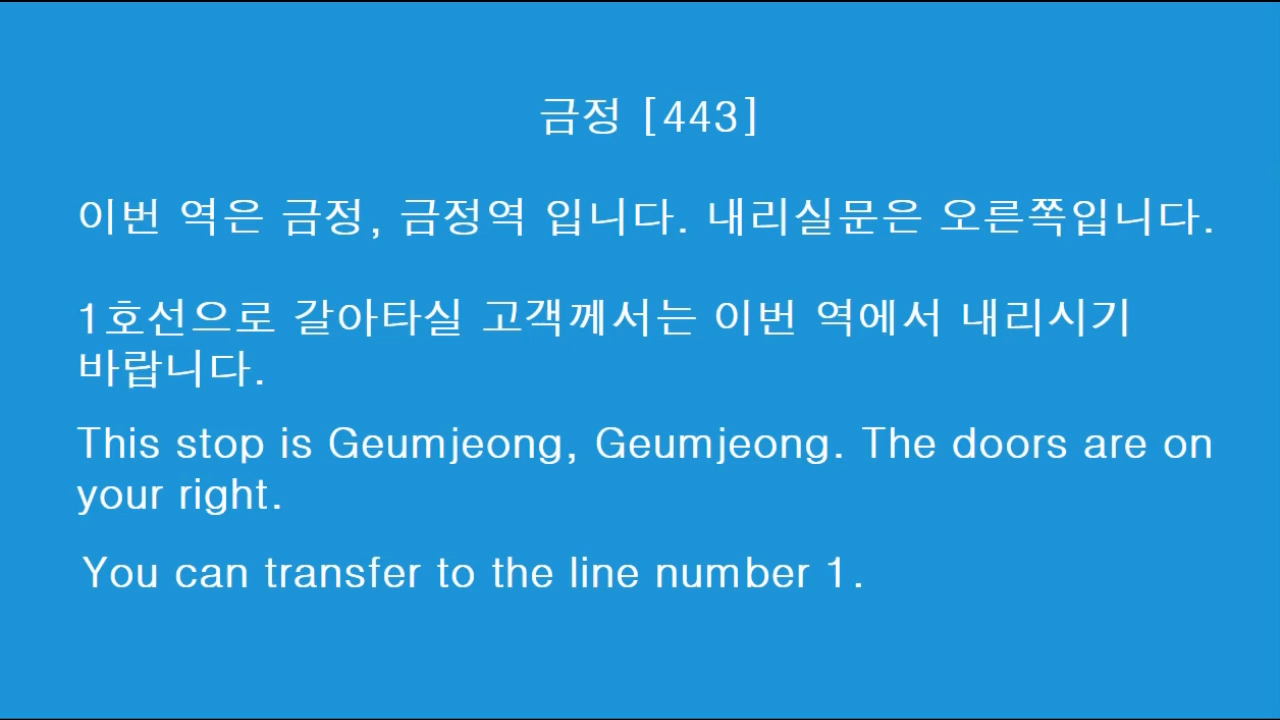 금정 [443]
이번 역은 금정, 금정역 입니다. 내리실문은 오른쪽입니다.
1호선으로 갈아타실 고객께서는 이번 역에서 내리시기
바랍니다.
This stop is Geumjeong, Geumjeong. The doors are on
your right.
You can transfer to the line number 1.